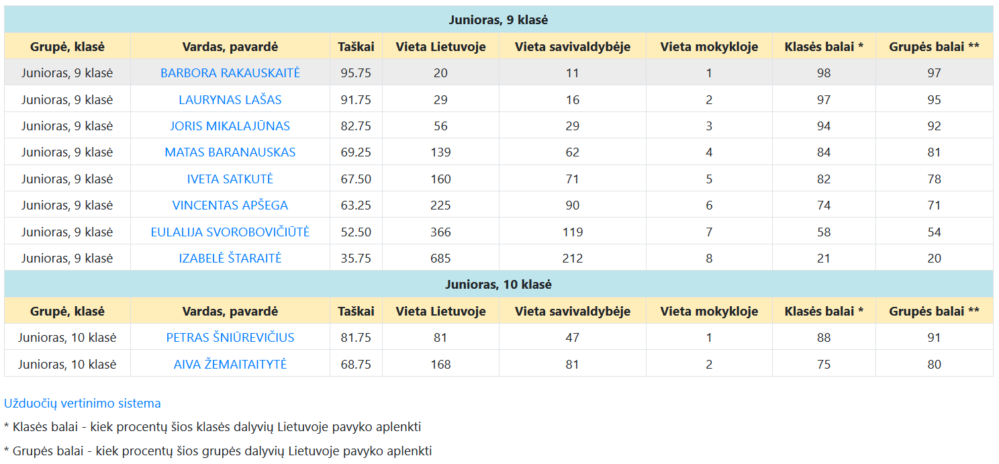 Junioras, 9 klasė
Grupė, klasė Vardas, pavardė Taškai Vieta Lietuvoje Vieta savivaldybėje Vieta mokykloje Klasės balai * Grupės balai **
Junioras, 9 klasė BARBORA RAKAUSKAITĖ 95.75 20 11 1 98 97
Junioras, 9 klasė LAURYNAS LAŠAS 91.75 29 16 2 97 95
Junioras, 9 klasė JORIS MIKALAJŪNAS 82.75 56 29 3 94 92
Junioras, 9 klasė MATAS BARANAUSKAS 69.25 139 62 4 84 81
Junioras, 9 klasė IVETA SATKUTĖ 67.50 160 71 5 82 78
Junioras, 9 klasė VINCENTAS APŠEGA 63.25 225 90 6 74 71
Junioras, 9 klasė EULALIJA SVOROBOVIČIŪTĖ 52.50 366 119 7 58 54
Junioras, 9 klasė IZABELĖ ŠTARAITĖ 35.75 685 212 8 21 20
Junioras, 10 klasė
Grupė, klasė Vardas, pavardė Taškai Vieta Lietuvoje Vieta savivaldybėje Vieta mokykloje Klasės balai * Grupės balai **
Junioras, 10 klasė PETRAS ŠNIŪREVIČIUS 81.75 81 47 1 88 91
Junioras, 10 klasė AIVA ŽEMAITAITYTĖ 68.75 168 81 2 75 80
Užduočių vertinimo sistema
* Klasės balai - kiek procentų šios klasės dalyvių Lietuvoje pavyko aplenkti
* Grupės balai - kiek procentų šios grupės dalyvių Lietuvoje pavyko aplenkti